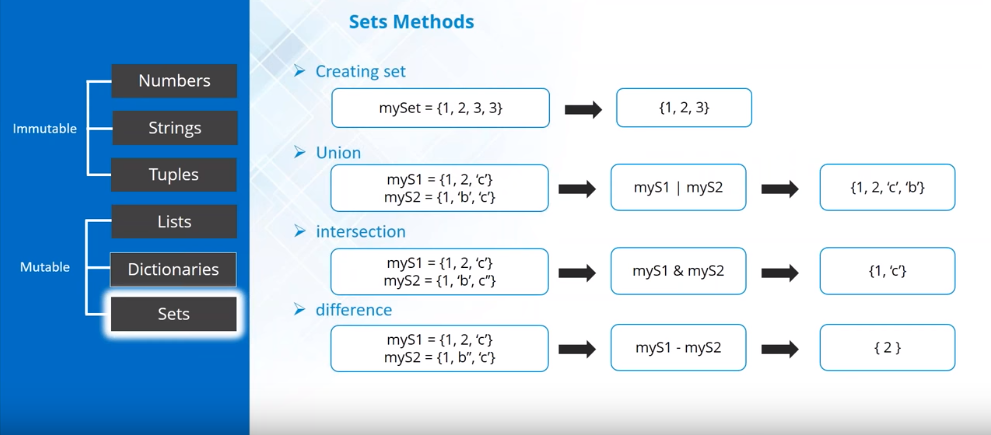 Sets Methods
Immutable
Numbers
Strings
Tuples
Mutable
Lists
Dictionaries
Sets
Creating set
mySet = {1, 2, 3, 3}
{1, 2, 3}
Union
myS1 = {1, 2, ‘c’}
myS2 = {1, ‘b’, ‘c’}
myS1 | myS2
{1, 2, ‘c’, ‘b’}
intersection
myS1 = {1, 2, ‘c’}
myS2 = {1, ‘b’, c”}
myS1 & myS2
{1, ‘c’}
difference
myS1 = {1, 2, ‘c’}
myS2 = {1, b”, ‘c’}
myS1 - myS2
{ 2 }